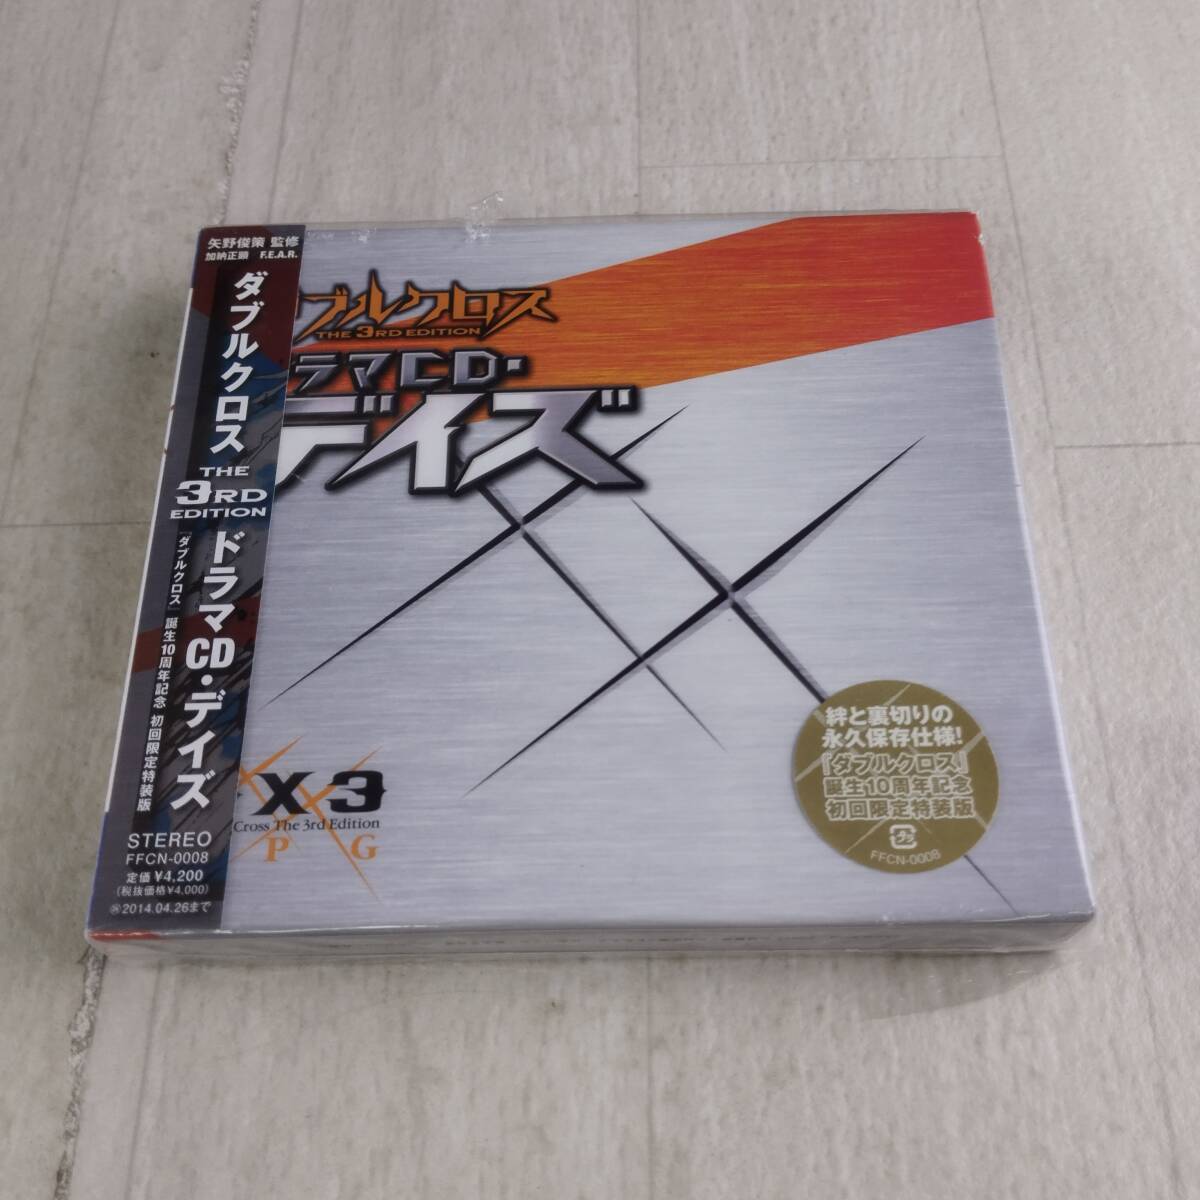 矢野俊策 監修
加納正顕 F.E.A.R.
ダブルクロス
THE
3RD
EDITION
ドラマCD・デイズ
『ダブルクロス』誕生10周年記念 初回限定特装版
STEREO
FFCN-0008
定価 ¥4,200
(税抜価格¥4,000)
2014.04.26まで
ブルクロス
THE 3RD EDITION
ラマCD・
デイズ
X3
Cross The 3rd Edition
P G
絆と裏切りの
永久保存仕様!
『ダブルクロス』
誕生10周年記念
初回限定特装版
FFCN-0008